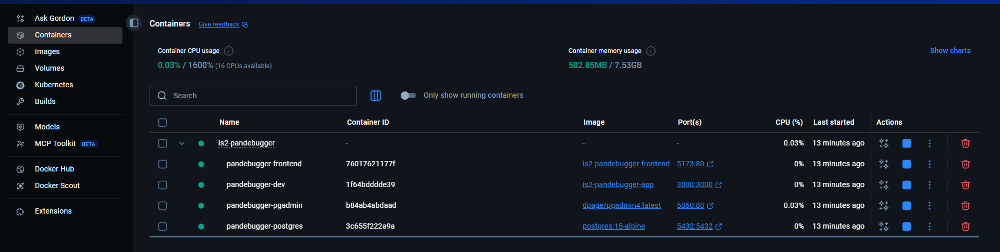 Ask Gordon BETA
Containers
Images
Volumes
Kubernetes
Builds
Models
MCP Toolkit BETA
Docker Hub
Docker Scout
Extensions
Containers Give feedback
Container CPU usage
0.03% / 1600% (16 CPUs available)
Container memory usage
502.85MB / 7.53GB
Show charts
Search
Only show running containers
Name Container ID Image Port(s) CPU (%) Last started Actions
is2-pandebugger - - - 0.03% 13 minutes ago
pandebugger-frontend 76017621177f is2-pandebugger-frontend 5173:80 0% 13 minutes ago
pandebugger-dev 1f64bdddde39 is2-pandebugger-app 3000:3000 0% 13 minutes ago
pandebugger-pgadmin b84ab4abdaad dpage/pgadmin4:latest 5050:80 0.03% 13 minutes ago
pandebugger-postgres 3c655f222a9a postgres:15-alpine 5432:5432 0% 13 minutes ago